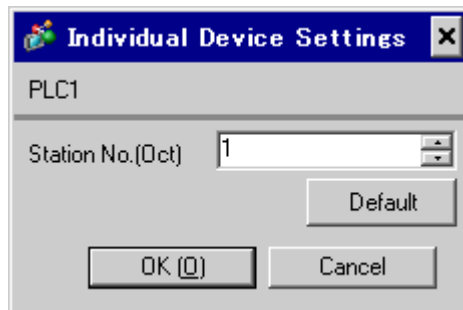 Individual Device Settings
PLC1
Station No.(Oct) 1
Default
OK (O) Cancel